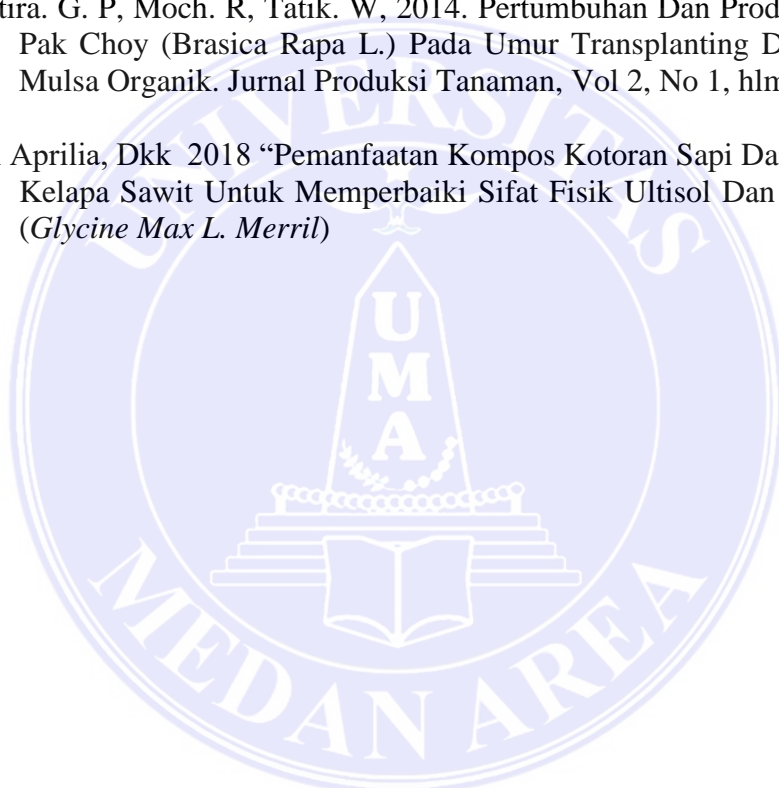 tira. G. P, Moch. R, Tatik. W, 2014. Pertumbuhan Dan Prod
Pak Choy (Brasica Rapa L.) Pada Umur Transplanting D
Mulsa Organik. Jurnal Produksi Tanaman, Vol 2, No 1, hlm
Aprilia, Dkk 2018 “Pemanfaatan Kompos Kotoran Sapi Da
Kelapa Sawit Untuk Memperbaiki Sifat Fisik Ultisol Dan
(Glycine Max L. Merril)
UNIVERSITAS
UMA
MEDAN AREA